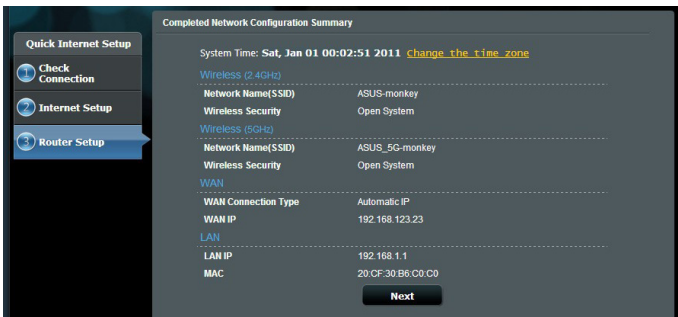 Completed Network Configuration Summary
Quick Internet Setup
1 Check
Connection
2 Internet Setup
3 Router Setup
System Time: Sat, Jan 01 00:02:51 2011 Change the time zone
Wireless (2.4GHz)
Network Name(SSID) ASUS-monkey
Wireless Security Open System
Wireless (5GHz)
Network Name(SSID) ASUS_5G-monkey
Wireless Security Open System
WAN
WAN Connection Type Automatic IP
WAN IP 192.168.123.23
LAN
LAN IP 192.168.1.1
MAC 20:CF:30:B6:C0:C0
Next